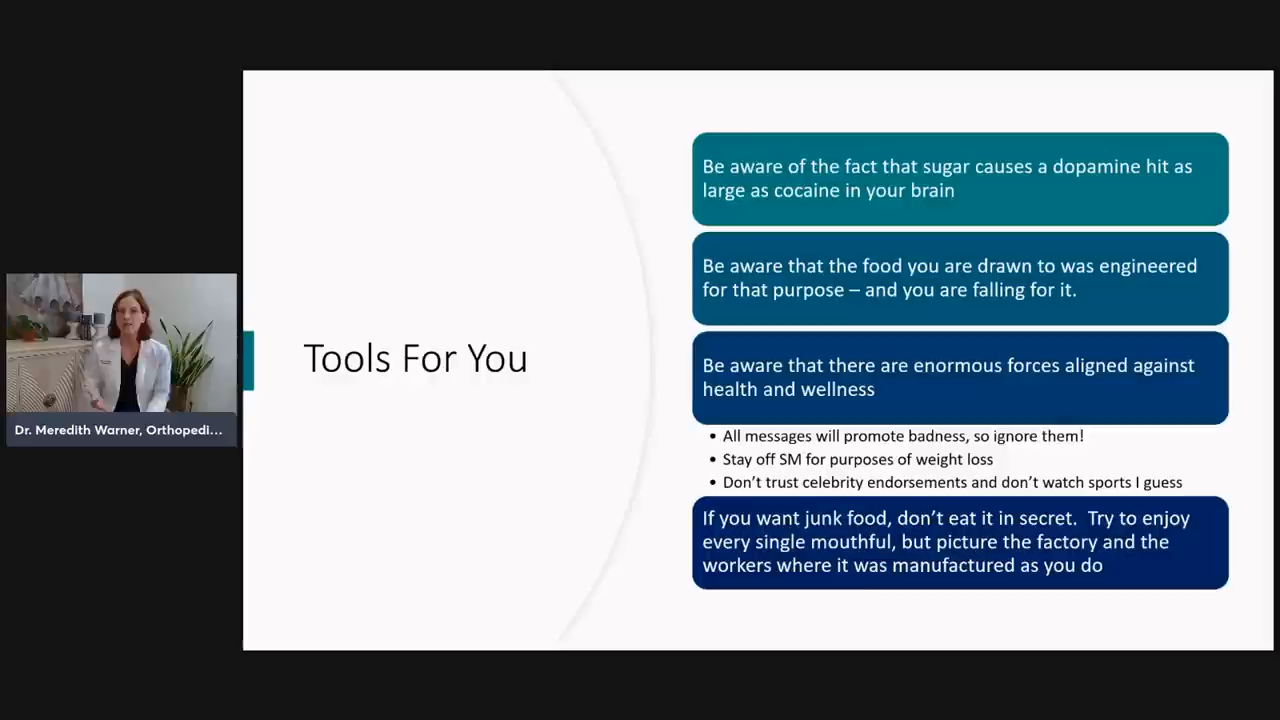 Be aware of the fact that sugar causes a dopamine hit as
large as cocaine in your brain
Be aware that the food you are drawn to was engineered
for that purpose – and you are falling for it.
Tools For You
Be aware that there are enormous forces aligned against
health and wellness
• All messages will promote badness, so ignore them!
• Stay off SM for purposes of weight loss
• Don’t trust celebrity endorsements and don’t watch sports I guess
If you want junk food, don’t eat it in secret.  Try to enjoy
every single mouthful, but picture the factory and the
workers where it was manufactured as you do
Dr. Meredith Warner, Orthopedi...